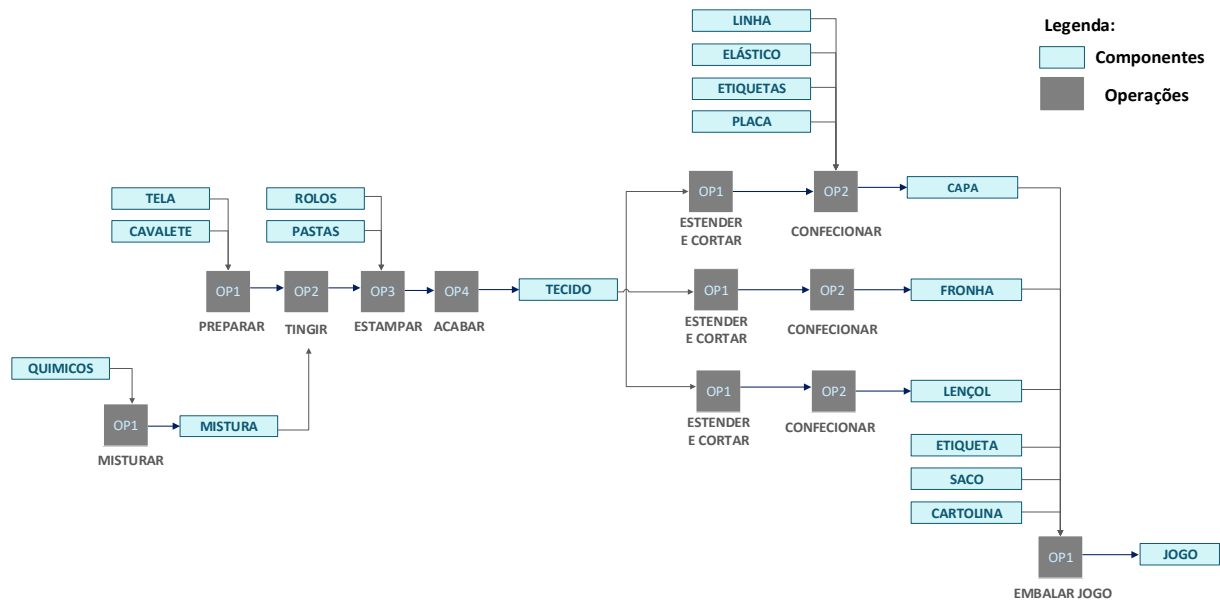 LINHA
ELÁSTICO
ETIQUETAS
PLACA
Legenda:
Componentes
Operações
TELA
CAVALETE
ROLOS
PASTAS
OP1
ESTENDER
E CORTAR
OP2
CONFECIONAR
CAPA
OP1
PREPARAR
OP2
TINGIR
OP3
ESTAMPAR
OP4
ACABAR
TECIDO
OP1
ESTENDER
E CORTAR
OP2
CONFECIONAR
FRONHA
QUIMICOS
OP1
MISTURAR
MISTURA
OP1
ESTENDER
E CORTAR
OP2
CONFECIONAR
LENÇOL
ETIQUETA
SACO
CARTOLINA
OP1
EMBALAR JOGO
JOGO